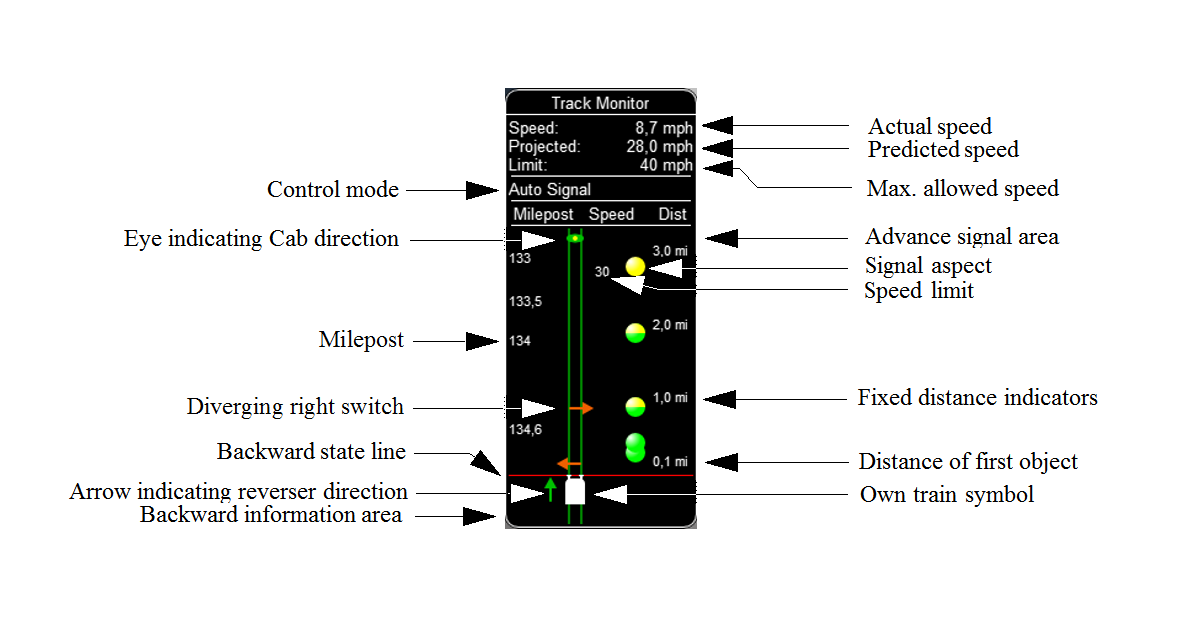 Track Monitor
Speed: 8,7 mph
Projected: 28,0 mph
Limit: 40 mph
Auto Signal
Milepost Speed Dist
3,0 mi
133
30
133,5
2,0 mi
134
1,0 mi
134,6
0,1 mi
Control mode
Eye indicating Cab direction
Milepost
Diverging right switch
Backward state line
Arrow indicating reverser direction
Backward information area
Actual speed
Predicted speed
Max. allowed speed
Advance signal area
Signal aspect
Speed limit
Fixed distance indicators
Distance of first object
Own train symbol